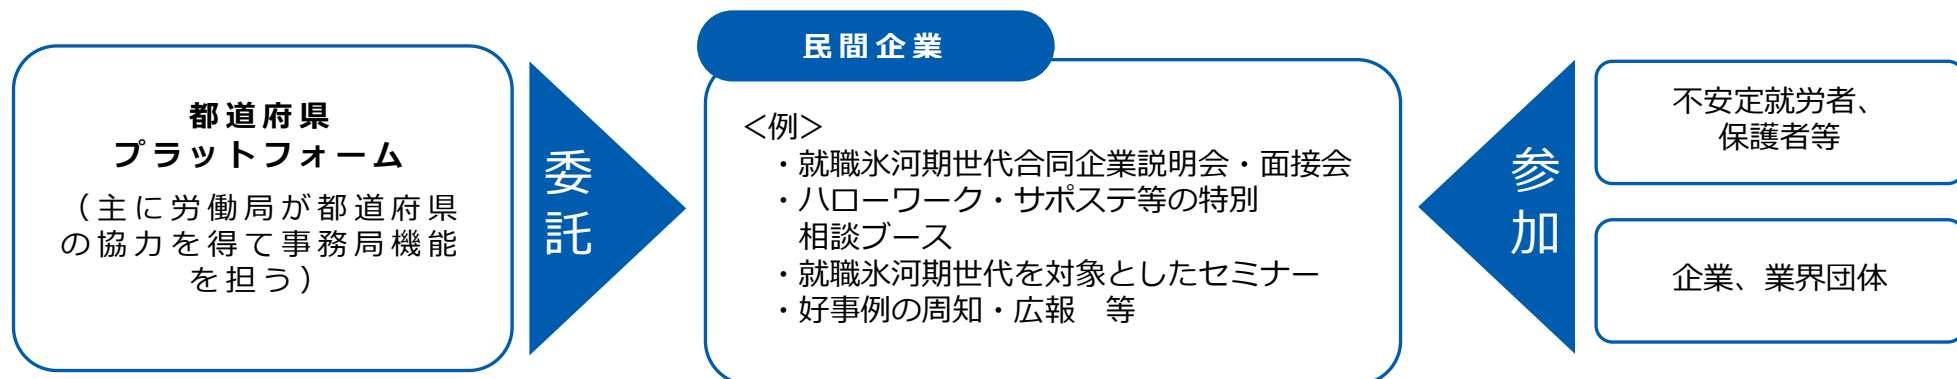 都道府県
プラットフォーム
（主に労働局が都道府県
の協力を得て事務局機能
を担う）
委託
民間企業
＜例＞
・就職氷河期世代合同企業説明会・面接会
・ハローワーク・サポステ等の特別
相談ブース
・就職氷河期世代を対象としたセミナー
・好事例の周知・広報　等
参加
不安定就労者、
保護者等
企業、業界団体